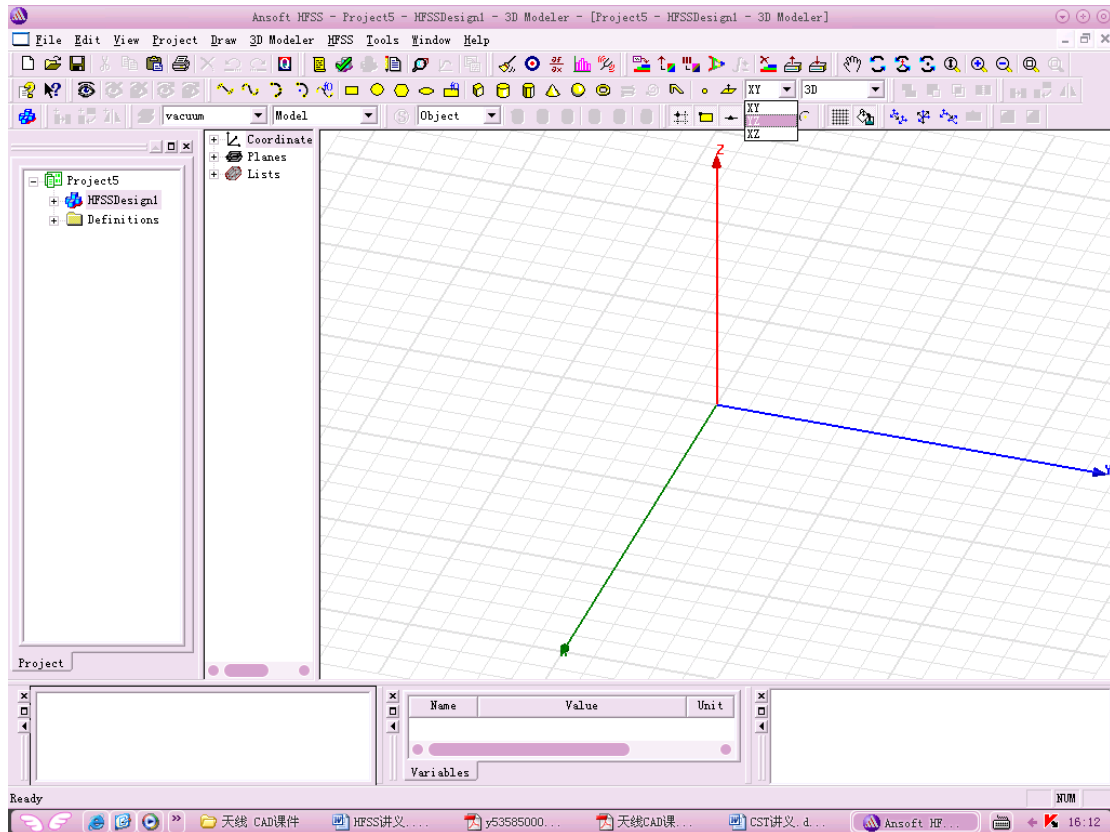 Ansoft HFSS - Project5 - HFSSDesign1 - 3D Modeler - [Project5 - HFSSDesign1 - 3D Modeler]
File Edit View Project Draw 3D Modeler HFSS Tools Window Help
XY 3D
vacuum Model Object
XY
YZ
XZ
Project5
HFSSDesign1
Definitions
Project
Coordinate
Planes
Lists
Z
Y
Name Value Unit
Variables
Ready NUM
天线 CAD课件 HFSS讲义.... y53585000... 天线CAD课... CST讲义.d... Ansoft HF... 16:12